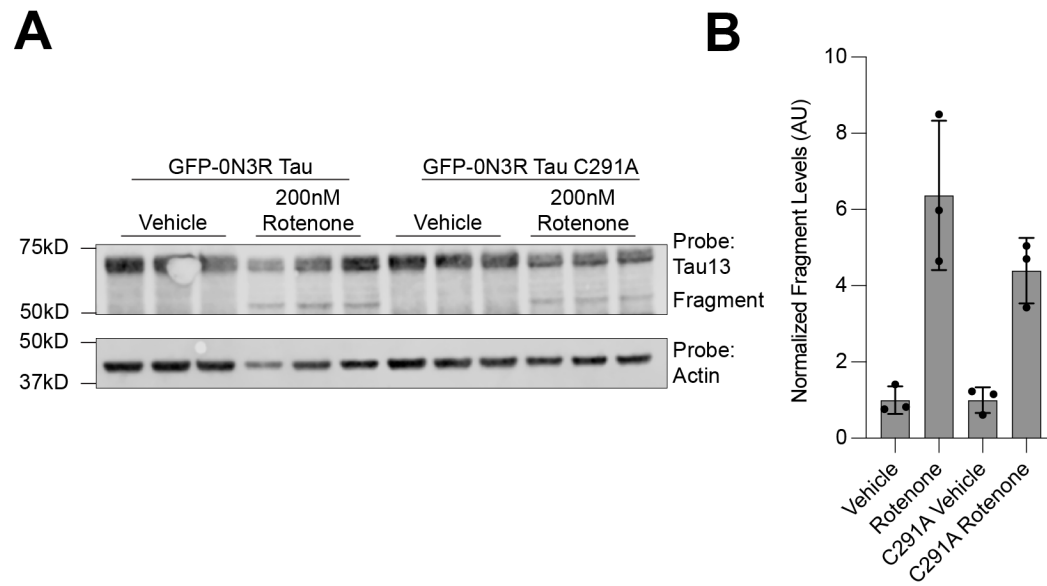 A
GFP-0N3R Tau
GFP-0N3R Tau C291A
Vehicle
200nM
Rotenone
Vehicle
200nM
Rotenone
75kD
50kD
Probe:
Tau13
Fragment
50kD
37kD
Probe:
Actin
B
Normalized Fragment Levels (AU)
10
8
6
4
2
0
Vehicle
Rotenone
C291A Vehicle
C291A Rotenone